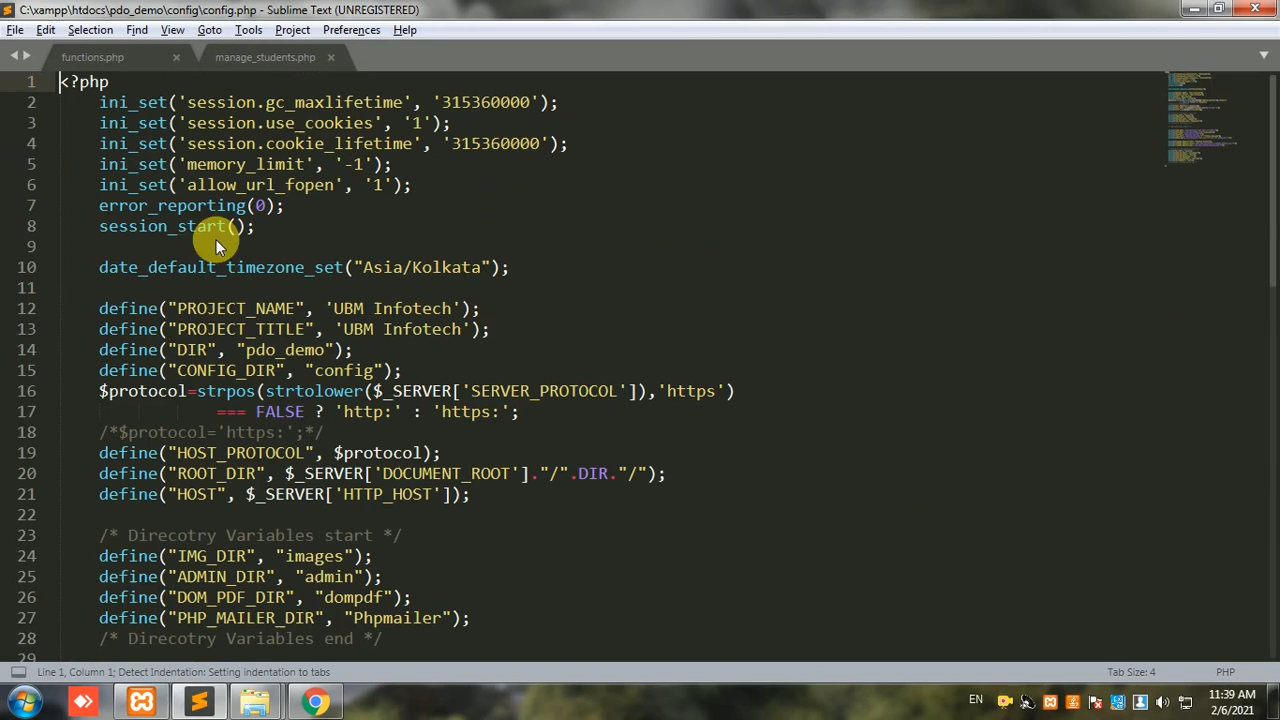 C:\xampp\htdocs\pdo_demo\config\config.php - Sublime Text (UNREGISTERED)
File Edit Selection Find View Goto Tools Project Preferences Help
functions.php × manage_students.php ×
1 <?php
2 ini_set('session.gc_maxlifetime', '315360000');
3 ini_set('session.use_cookies', '1');
4 ini_set('session.cookie_lifetime', '315360000');
5 ini_set('memory_limit', '-1');
6 ini_set('allow_url_fopen', '1');
7 error_reporting(0);
8 session_start();
9
10 date_default_timezone_set("Asia/Kolkata");
11
12 define("PROJECT_NAME", 'UBM Infotech');
13 define("PROJECT_TITLE", 'UBM Infotech');
14 define("DIR", "pdo_demo");
15 define("CONFIG_DIR", "config");
16 $protocol=strpos(strtolower($_SERVER['SERVER_PROTOCOL']),'https')
17 === FALSE ? 'http:' : 'https:';
18 /*$protocol='https:';*/
19 define("HOST_PROTOCOL", $protocol);
20 define("ROOT_DIR", $_SERVER['DOCUMENT_ROOT']."/".DIR."/");
21 define("HOST", $_SERVER['HTTP_HOST']);
22
23 /* Direcotry Variables start */
24 define("IMG_DIR", "images");
25 define("ADMIN_DIR", "admin");
26 define("DOM_PDF_DIR", "dompdf");
27 define("PHP_MAILER_DIR", "Phpmailer");
28 /* Direcotry Variables end */
29
Line 1, Column 1; Detect Indentation: Setting indentation to tabs Tab Size: 4 PHP
EN 11:39 AM
2/6/2021